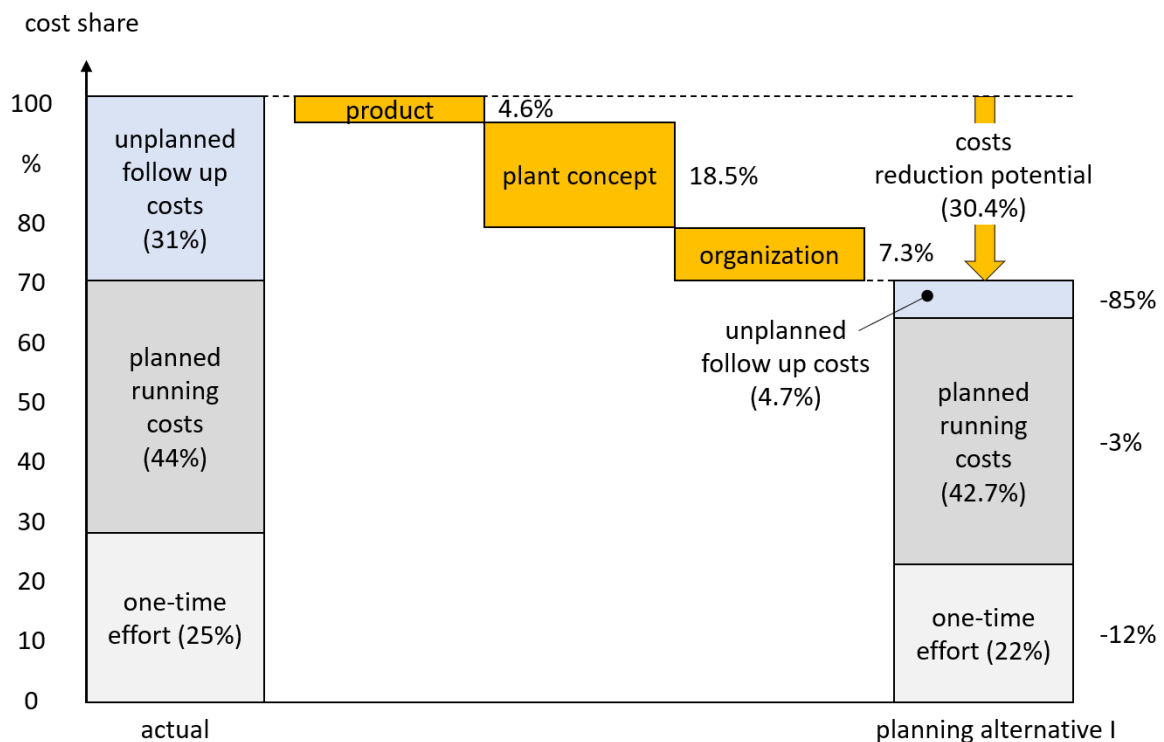 cost share
100
%
80
70
60
50
40
30
20
10
0
unplanned
follow up
costs
(31%)
planned
running
costs
(44%)
one-time
effort (25%)
actual
product
4.6%
plant concept
18.5%
organization
7.3%
costs
reduction potential
(30.4%)
unplanned
follow up costs
(4.7%)
planned
running
costs
(42.7%)
one-time
effort (22%)
planning alternative I
-85%
-3%
-12%